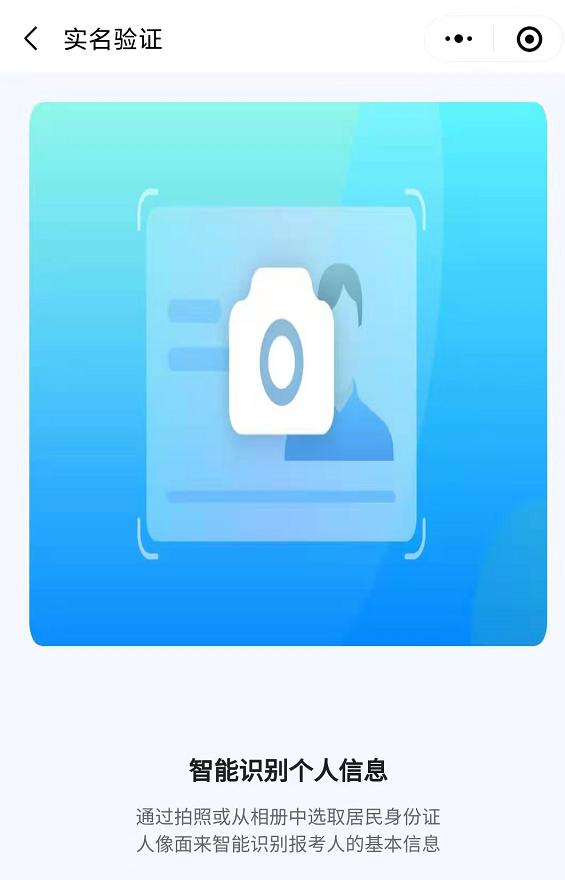 实名验证
智能识别个人信息
通过拍照或从相册中选取居民身份证
人像面来智能识别报考人的基本信息